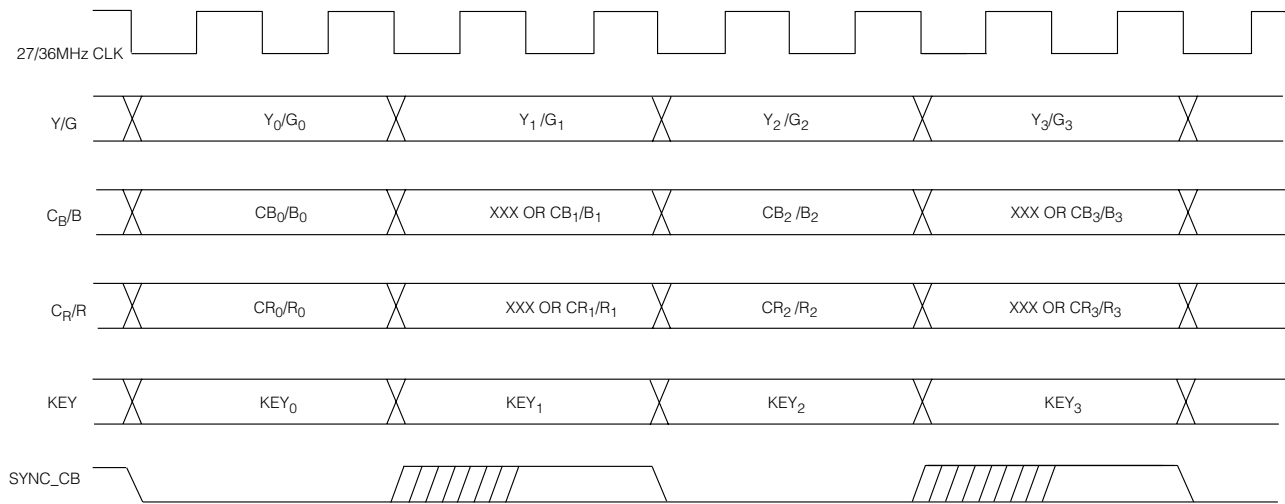 27/36MHz CLK
Y/G Y₀/G₀ Y₁/G₁ Y₂/G₂ Y₃/G₃
C_B/B CB₀/B₀ XXX OR CB₁/B₁ CB₂/B₂ XXX OR CB₃/B₃
C_R/R CR₀/R₀ XXX OR CR₁/R₁ CR₂/R₂ XXX OR CR₃/R₃
KEY KEY₀ KEY₁ KEY₂ KEY₃
SYNC_CB